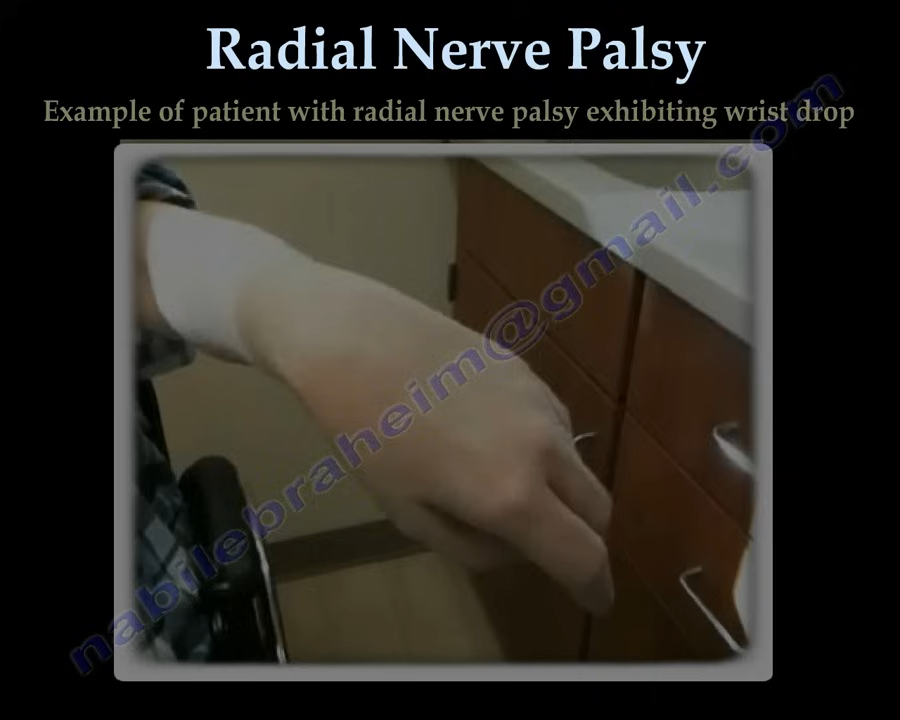 Radial Nerve Palsy
Example of patient with radial nerve palsy exhibiting wrist drop
nabilebraheim@gmail.com